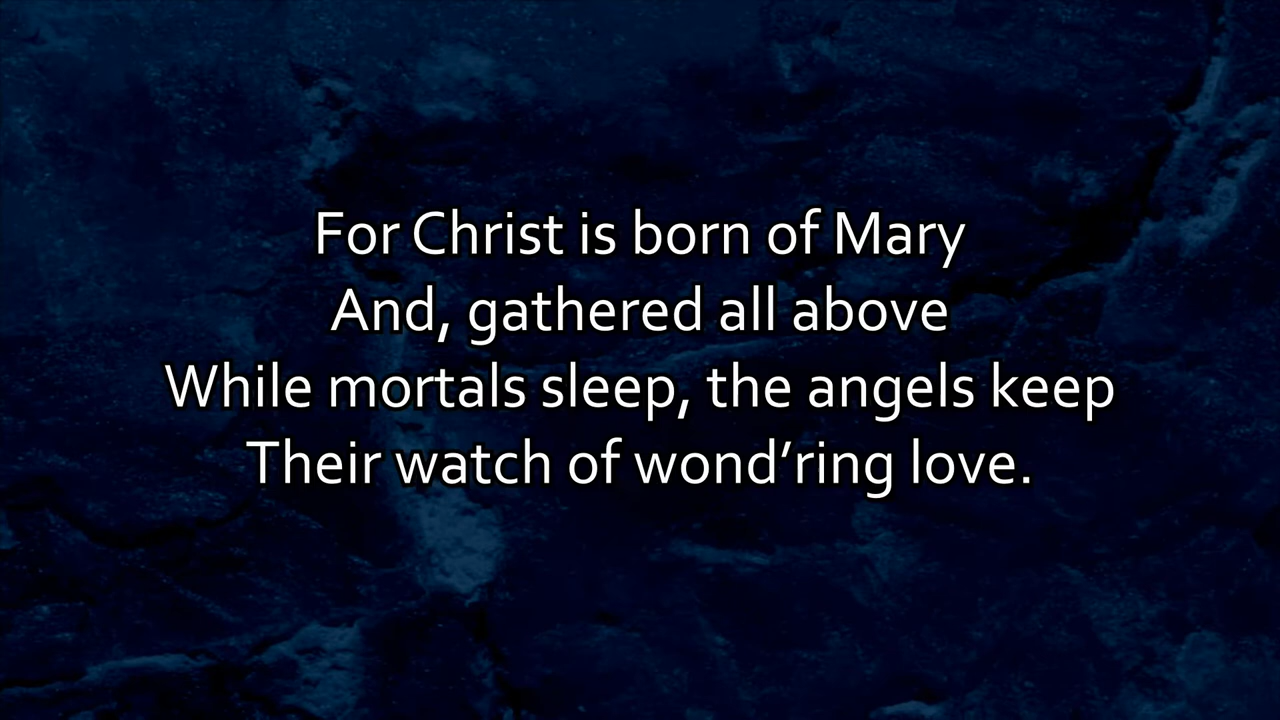 For Christ is born of Mary
And, gathered all above
While mortals sleep, the angels keep
Their watch of wond’ring love.